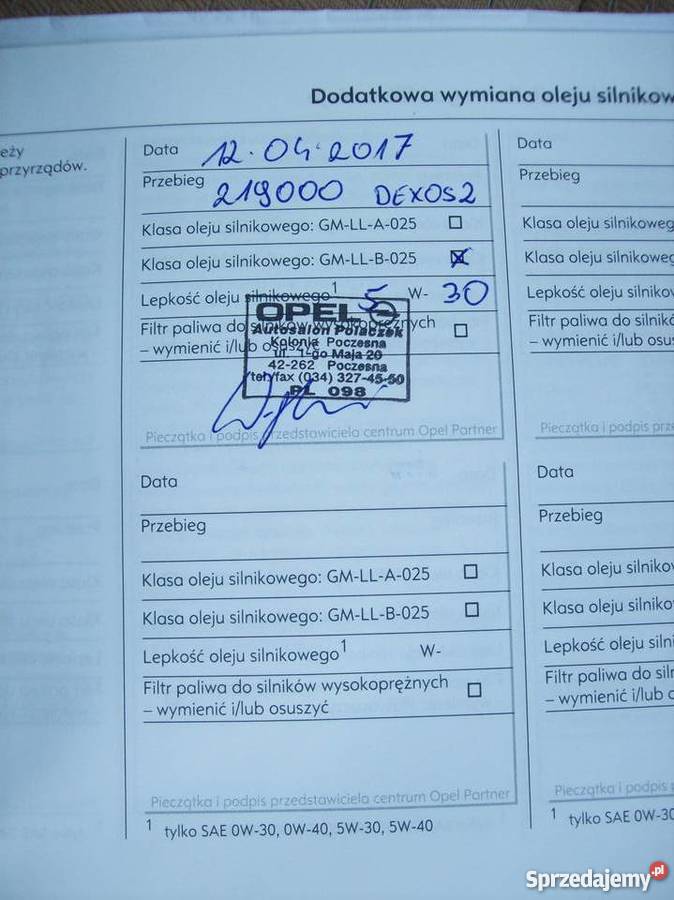 Dodatkowa wymiana oleju silnikow
eży
przyrządów.
Data 12.04.2017
Przebieg 219000 DEXOS2
Klasa oleju silnikowego: GM-LL-A-025 ☐
Klasa oleju silnikowego: GM-LL-B-025 ☒
Lepkość oleju silnikowego¹ 5 W- 30
Filtr paliwa do silników wysokoprężnych ☐
– wymienić i/lub osuszyć
OPEL
Autosalon Polaczek
Kolonia Poczesna
ul. 1-go Maja 20
42-262 Poczesna
tel/fax (034) 327-45-50
PL 098
Pieczątka i podpis przedstawiciela centrum Opel Partner
Data
Przebieg
Klasa oleju silnikowego: GM-LL-A-025 ☐
Klasa oleju silnikowego: GM-LL-B-025 ☐
Lepkość oleju silnikowego¹ W-
Filtr paliwa do silników wysokoprężnych ☐
– wymienić i/lub osuszyć
Pieczątka i podpis przedstawiciela centrum Opel Partner
¹ tylko SAE 0W-30, 0W-40, 5W-30, 5W-40
Data
Przebieg
Klasa oleju silnikoweg
Klasa oleju silnikoweg
Lepkość oleju silnikow
Filtr paliwa do silnikó
– wymienić i/lub osus
Pieczątka i podpis prze
Data
Przebieg
Klasa oleju silnikow
Klasa oleju silniko
Lepkość oleju silni
Filtr paliwa do sil
– wymienić i/lub o
Pieczątka i podpis
¹ tylko SAE 0W-30
Sprzedajemy.pl